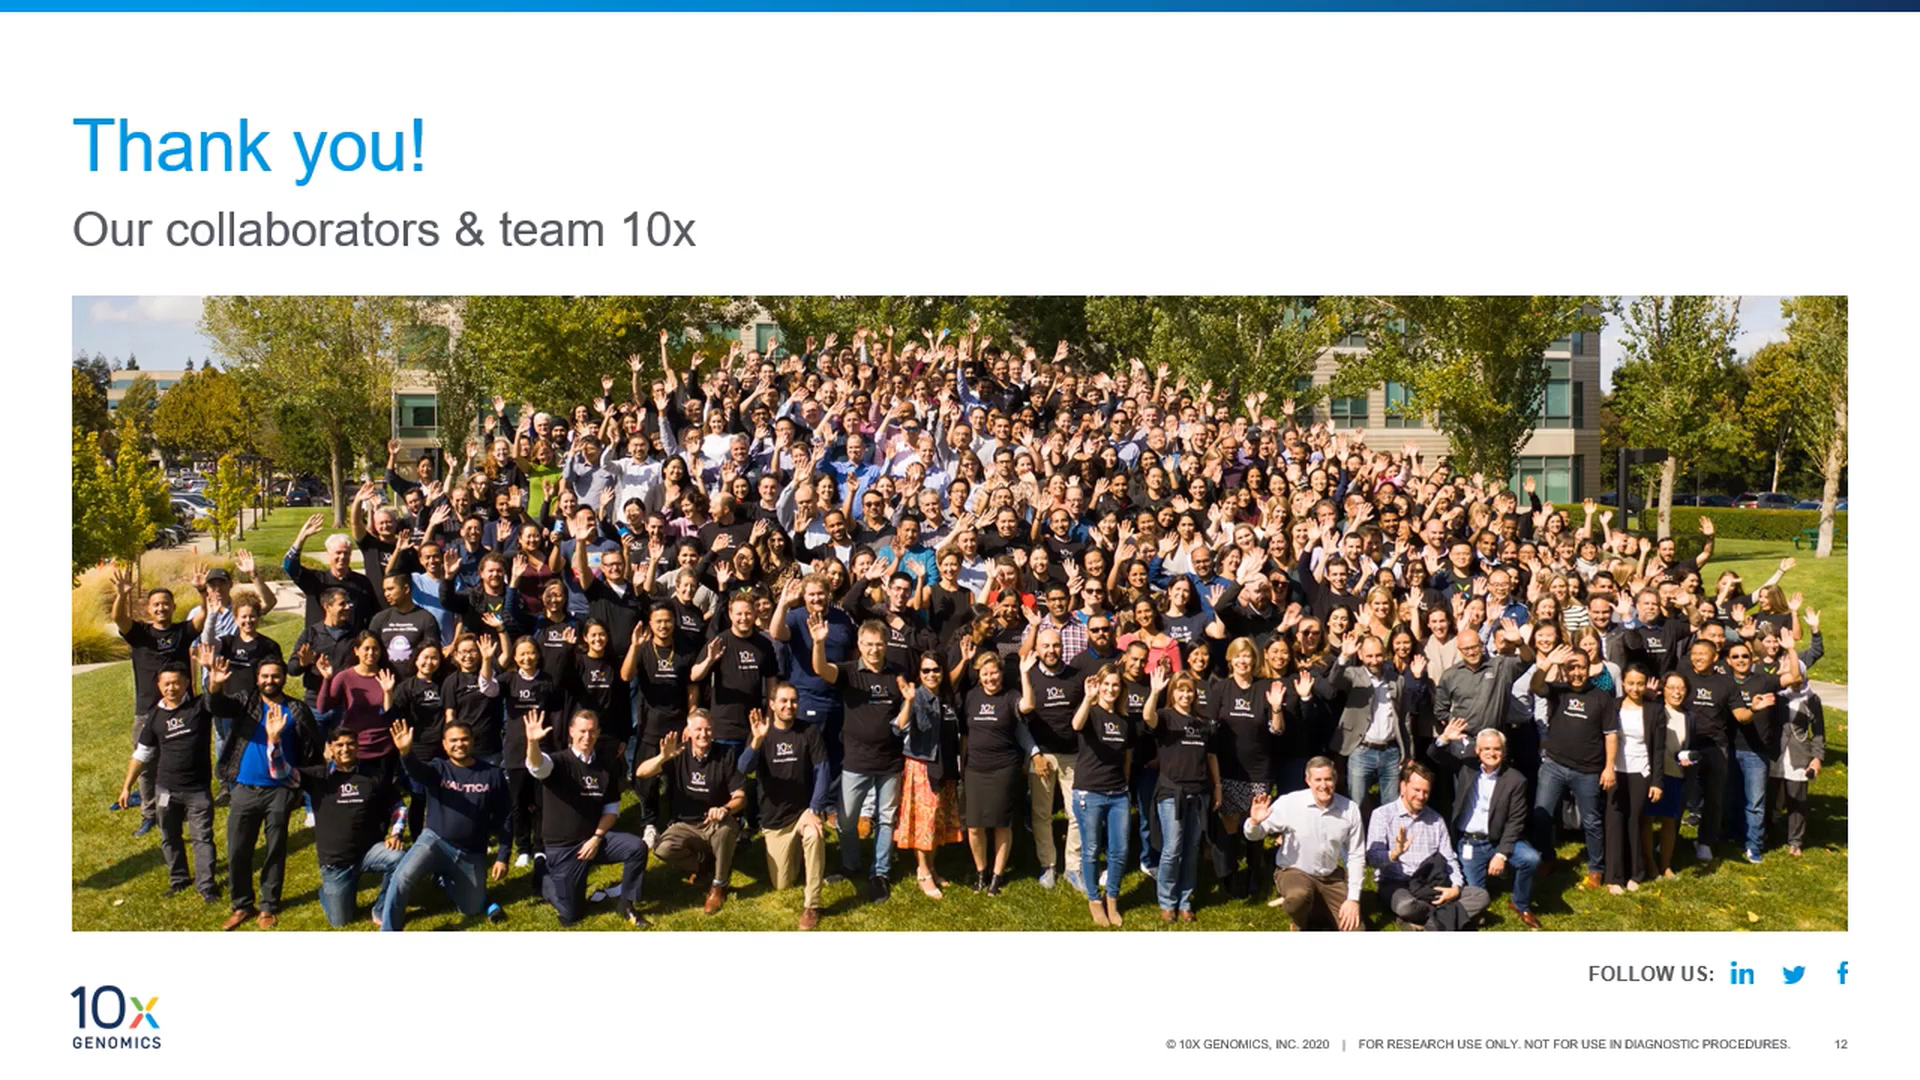 Thank you!
Our collaborators & team 10x
NAUTICA
FOLLOW US:
10x
GENOMICS
© 10X GENOMICS, INC. 2020 | FOR RESEARCH USE ONLY. NOT FOR USE IN DIAGNOSTIC PROCEDURES. 12